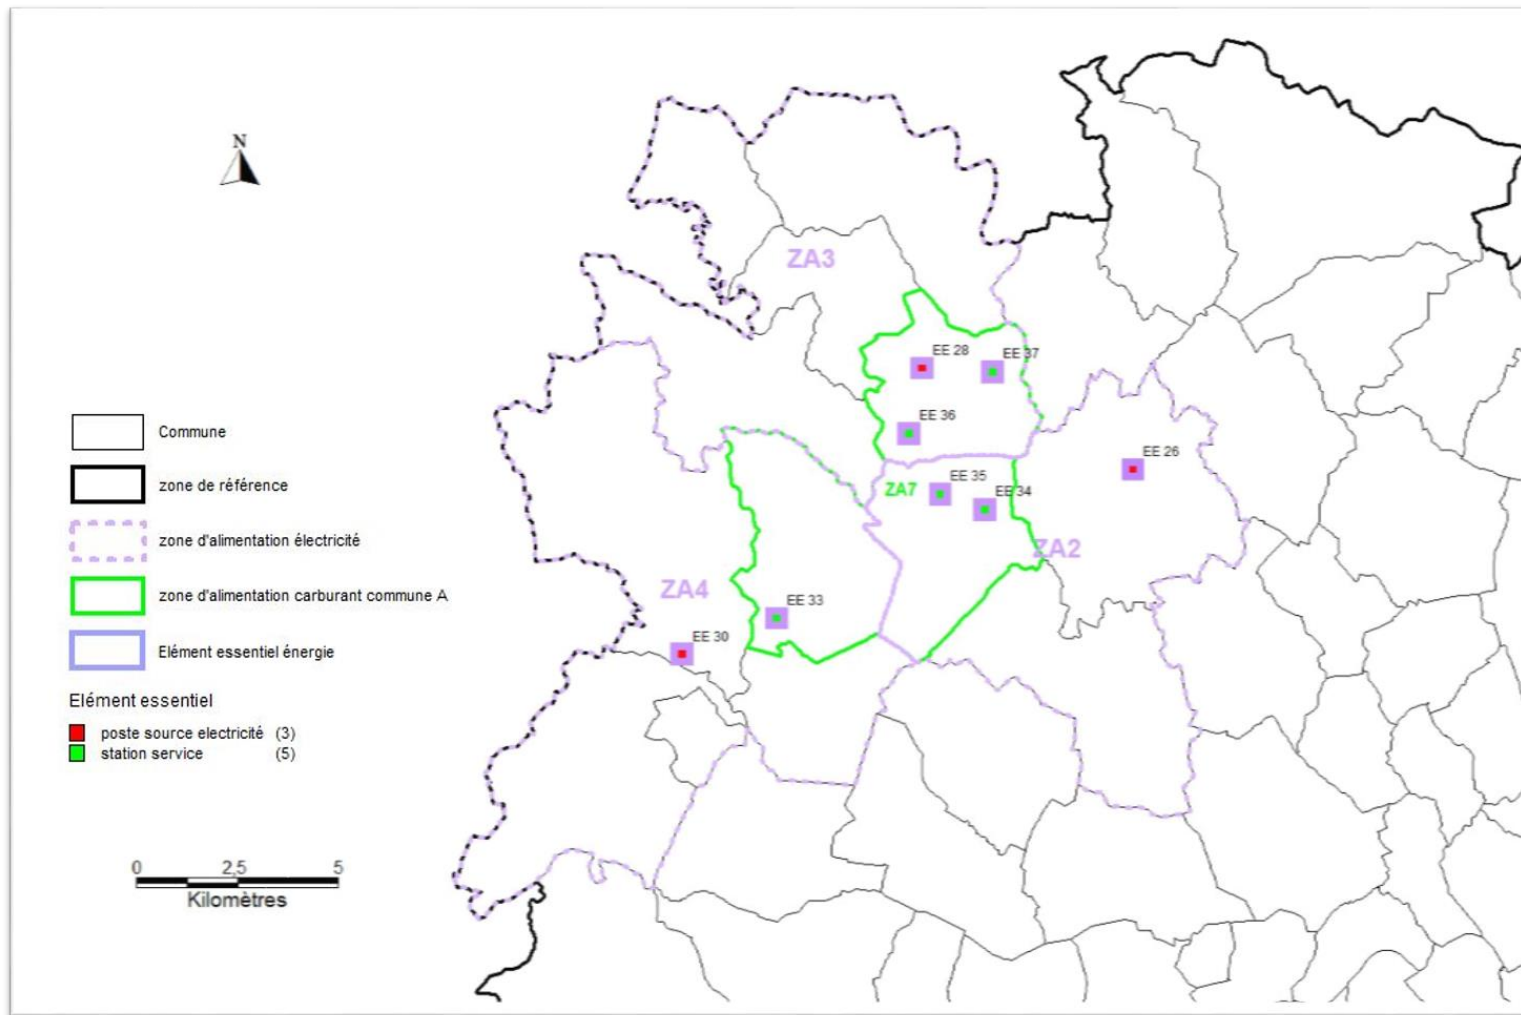 N
ZA3
EE 28
EE 37
EE 36
EE 26
EE 35
ZA7
EE 34
ZA2
ZA4
EE 33
EE 30
Commune
zone de référence
zone d'alimentation électricité
zone d'alimentation carburant commune A
Elément essentiel énergie
Elément essentiel
poste source electricité (3)
station service (5)
0 2,5 5
Kilomètres